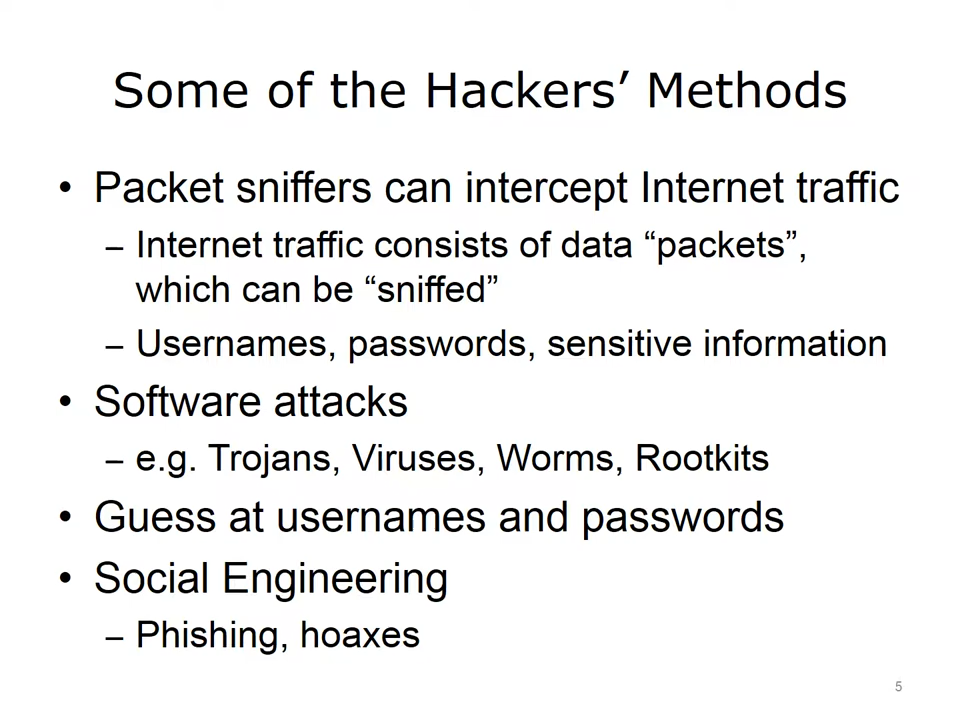 Some of the Hackers’ Methods
• Packet sniffers can intercept Internet traffic
– Internet traffic consists of data “packets”,
which can be “sniffed”
– Usernames, passwords, sensitive information
• Software attacks
– e.g. Trojans, Viruses, Worms, Rootkits
• Guess at usernames and passwords
• Social Engineering
– Phishing, hoaxes
5